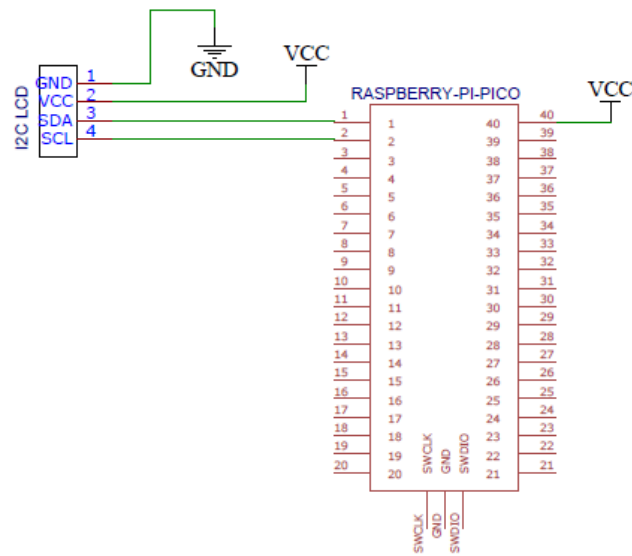 GND 1
VCC 2
SDA 3
SCL 4
I2C LCD
GND
VCC
RASPBERRY-PI-PICO
VCC
1 1 40 40
2 2 39 39
3 3 38 38
4 4 37 37
5 5 36 36
6 6 35 35
7 7 34 34
8 8 33 33
9 9 32 32
10 10 31 31
11 11 30 30
12 12 29 29
13 13 28 28
14 14 27 27
15 15 26 26
16 16 25 25
17 17 24 24
18 18 23 23
19 19 22 22
20 20 21 21
SWCLK GND SWDIO
SWCLK GND SWDIO